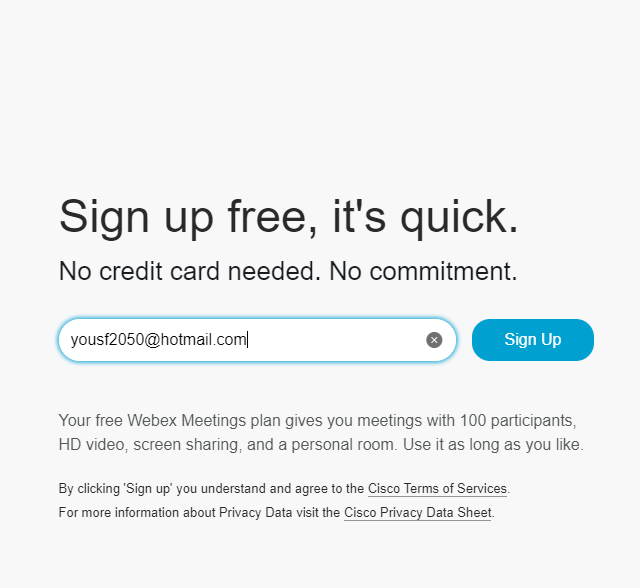 Sign up free, it's quick.
No credit card needed. No commitment.
yousf2050@hotmail.com
Sign Up
Your free Webex Meetings plan gives you meetings with 100 participants,
HD video, screen sharing, and a personal room. Use it as long as you like.
By clicking 'Sign up' you understand and agree to the Cisco Terms of Services.
For more information about Privacy Data visit the Cisco Privacy Data Sheet.